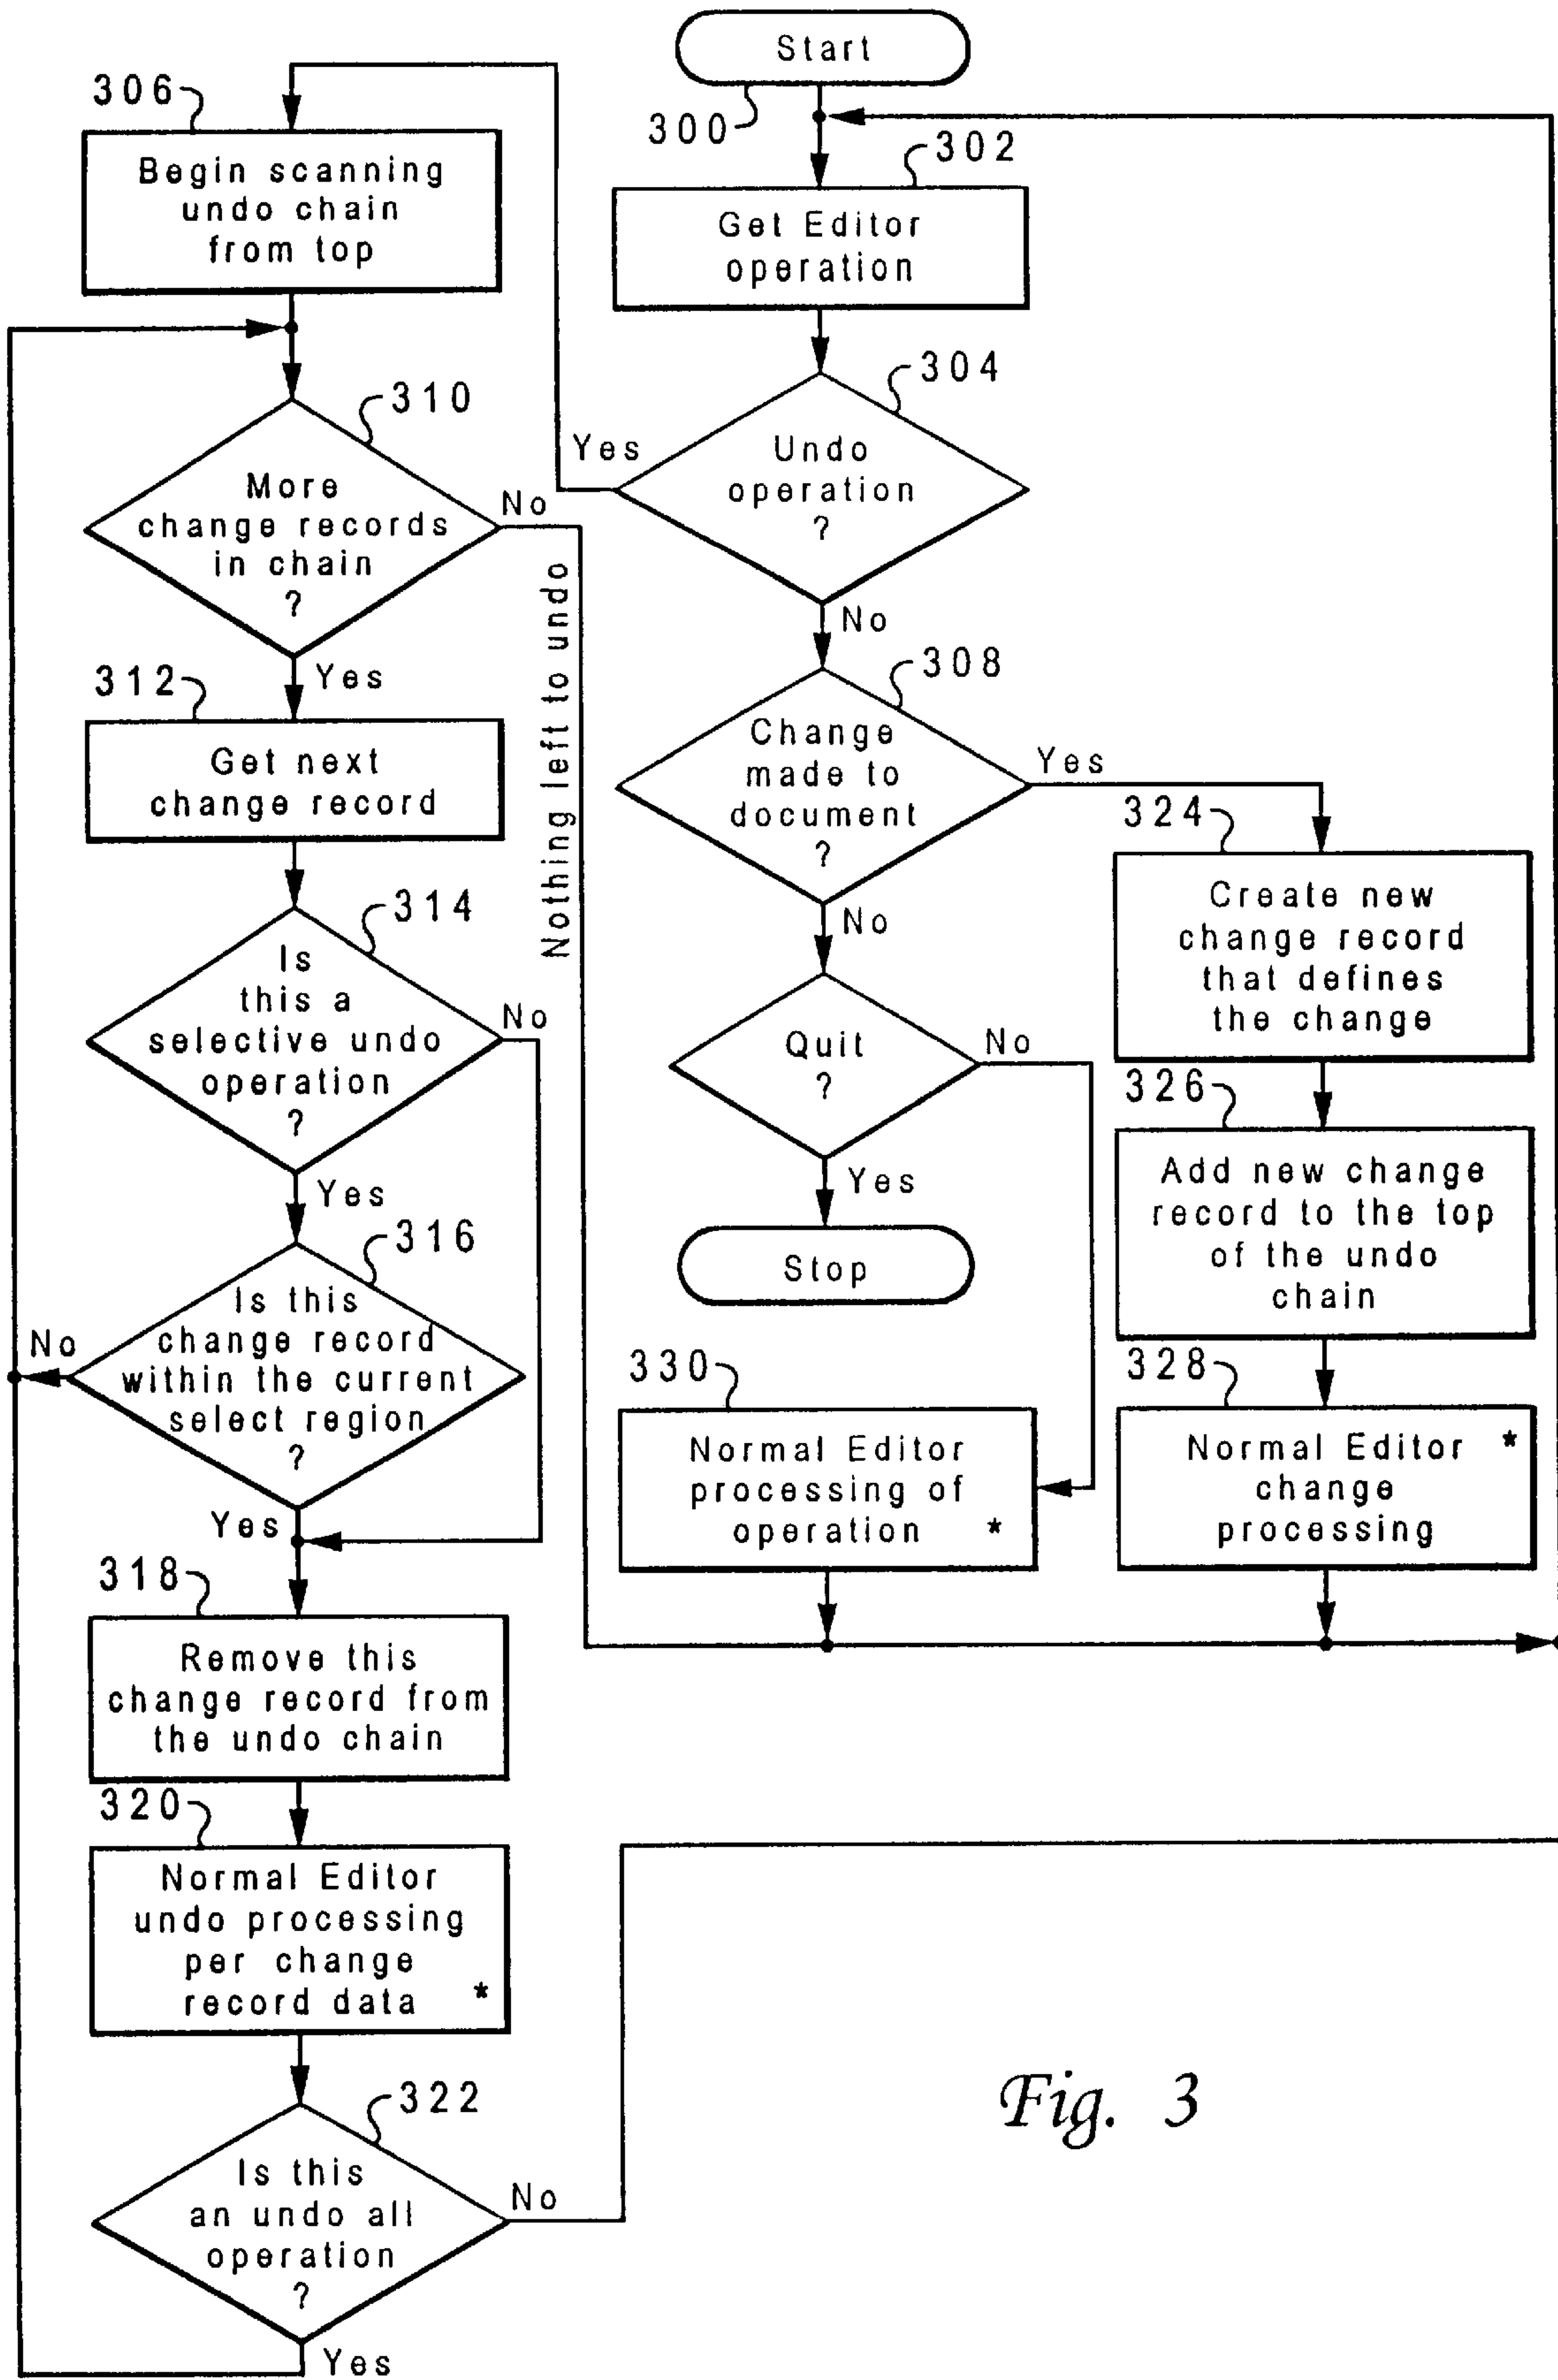 Start
300
306
Begin scanning
undo chain
from top
302
Get Editor
operation
304
Undo
operation
?
Yes
No
310
More
change records
in chain
?
No
Yes
Nothing left to undo
308
Change
made to
document
?
Yes
No
312
Get next
change record
324
Create new
change record
that defines
the change
314
Is
this a
selective undo
operation
?
No
Yes
Quit
?
No
Yes
Stop
326
Add new change
record to the top
of the undo
chain
316
Is this
change record
within the current
select region
?
No
Yes
330
Normal Editor
processing of
operation *
328
Normal Editor *
change
processing
318
Remove this
change record from
the undo chain
320
Normal Editor
undo processing
per change
record data *
322
Is this
an undo all
operation
?
No
Yes
Fig. 3